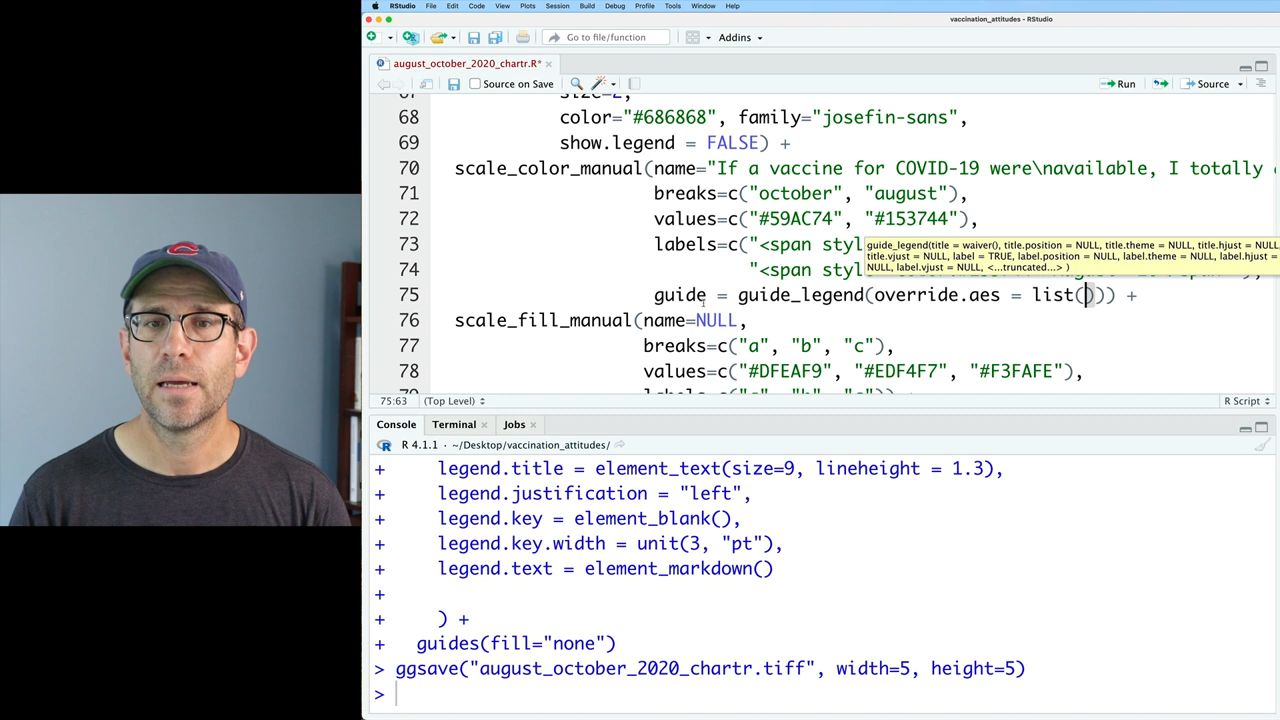 RStudio File Edit Code View Plots Session Build Debug Profile Tools Window Help
vaccination_attitudes - RStudio
Go to file/function Addins
august_october_2020_chartr.R*
Source on Save Run Source
68 color="#686868", family="josefin-sans",
69 show.legend = FALSE) +
70 scale_color_manual(name="If a vaccine for COVID-19 were\navailable, I totally
71 breaks=c("october", "august"),
72 values=c("#59AC74", "#153744"),
73 labels=c("<span styl
guide_legend(title = waiver(), title.position = NULL, title.theme = NULL, title.hjust = NULL
title.vjust = NULL, label = TRUE, label.position = NULL, label.theme = NULL, label.hjust =
NULL, label.vjust = NULL, <...truncated...> )
74 "<span styl
75 guide = guide_legend(override.aes = list())) +
76 scale_fill_manual(name=NULL,
77 breaks=c("a", "b", "c"),
78 values=c("#DFEAF9", "#EDF4F7", "#F3FAFE"),
75:63 (Top Level) R Script
Console Terminal Jobs
R 4.1.1 · ~/Desktop/vaccination_attitudes/
+ legend.title = element_text(size=9, lineheight = 1.3),
+ legend.justification = "left",
+ legend.key = element_blank(),
+ legend.key.width = unit(3, "pt"),
+ legend.text = element_markdown()
+
+ ) +
+ guides(fill="none")
> ggsave("august_october_2020_chartr.tiff", width=5, height=5)
>